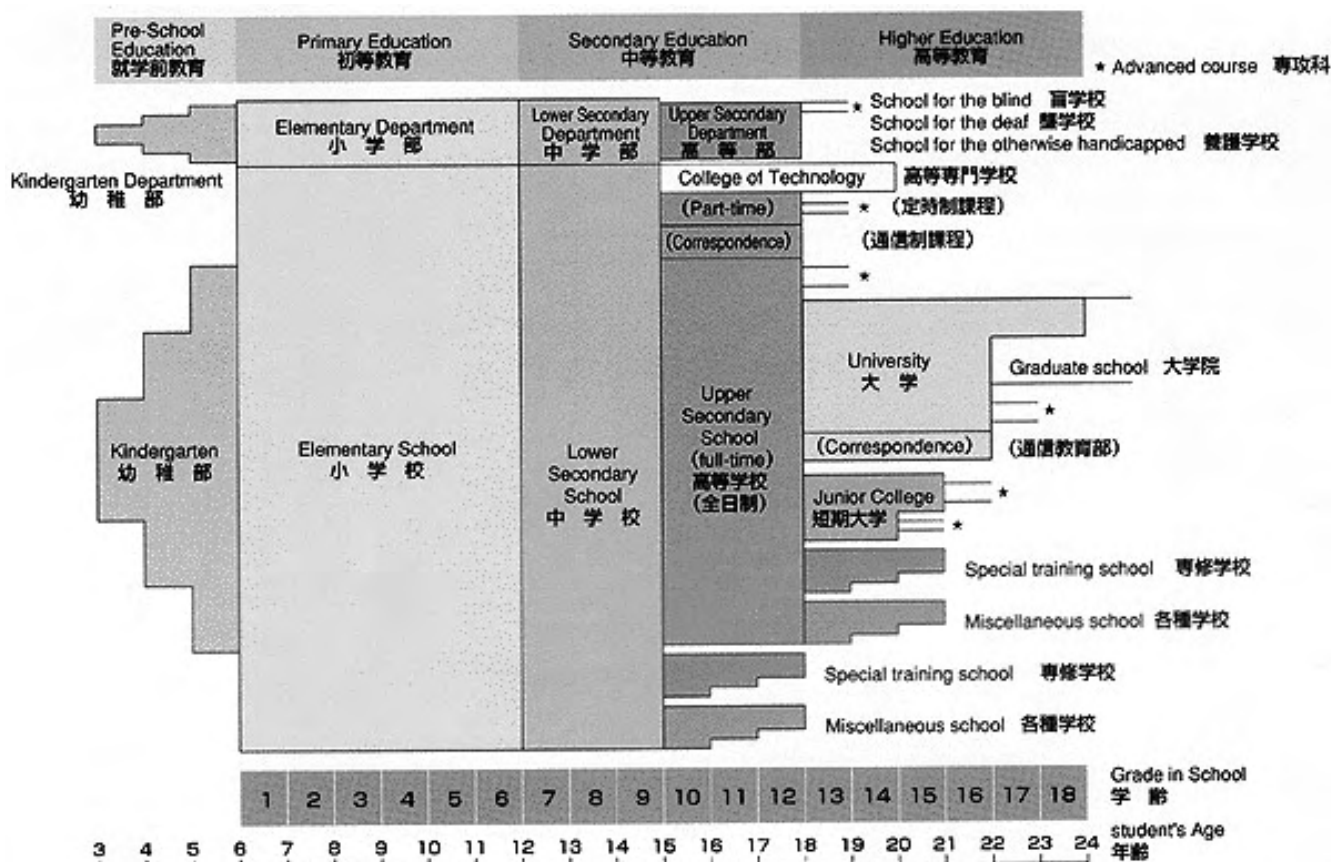 Pre-School
Education
就学前教育
Primary Education
初等教育
Secondary Education
中等教育
Higher Education
高等教育
★ Advanced course 専攻科
Elementary Department
小学部
Lower Secondary
Department
中学部
Upper Secondary
Department
高等部
★
School for the blind 盲学校
School for the deaf 聾学校
School for the otherwise handicapped 養護学校
Kindergarten Department
幼稚部
College of Technology
高等専門学校
(Part-time)
★ (定時制課程)
(Correspondence)
(通信制課程)
★
University
大学
Graduate school 大学院
★
Kindergarten
幼稚部
Elementary School
小学校
Lower
Secondary
School
中学校
Upper
Secondary
School
(full-time)
高等学校
(全日制)
(Correspondence)
(通信教育部)
Junior College
短期大学
★
★
Special training school 専修学校
Miscellaneous school 各種学校
Special training school 専修学校
Miscellaneous school 各種学校
1 2 3 4 5 6 7 8 9 10 11 12 13 14 15 16 17 18
Grade in School
学齢
3 4 5 6 7 8 9 10 11 12 13 14 15 16 17 18 19 20 21 22 23 24
student's Age
年齢